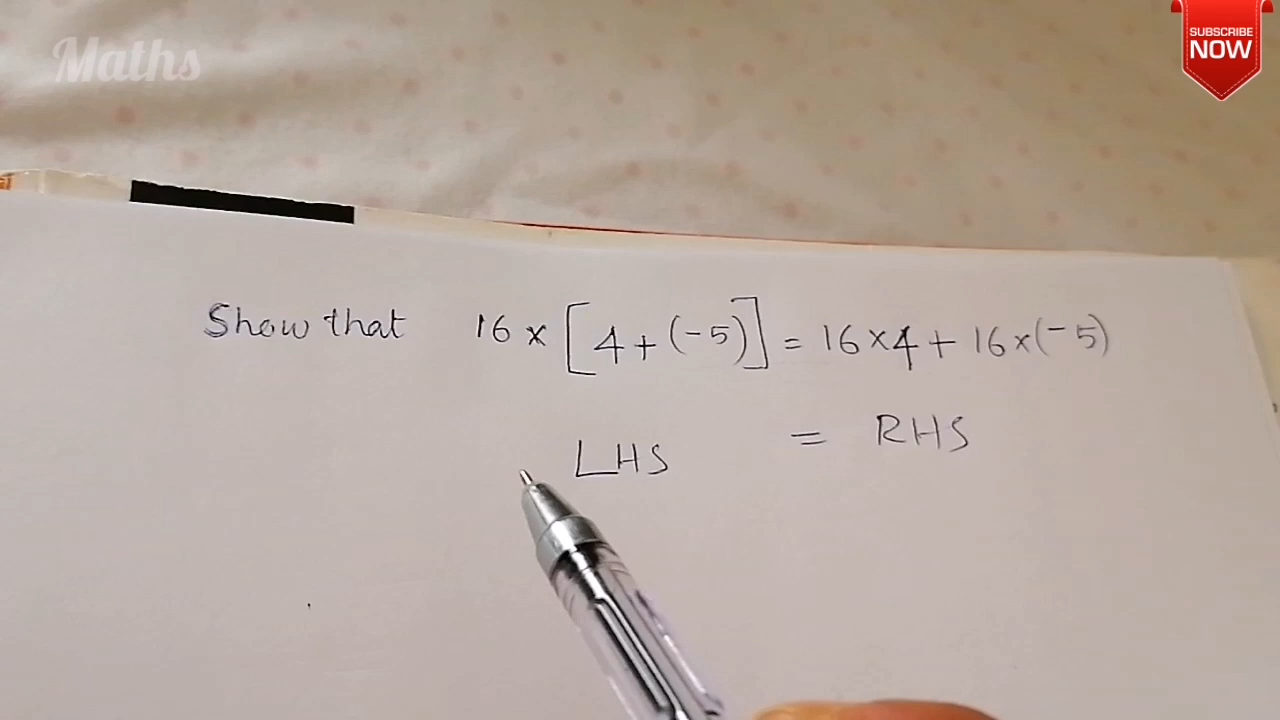 Maths
SUBSCRIBE
NOW
Show that 16 × [4 + (-5)] = 16 × 4 + 16 × (-5)
LHS = RHS